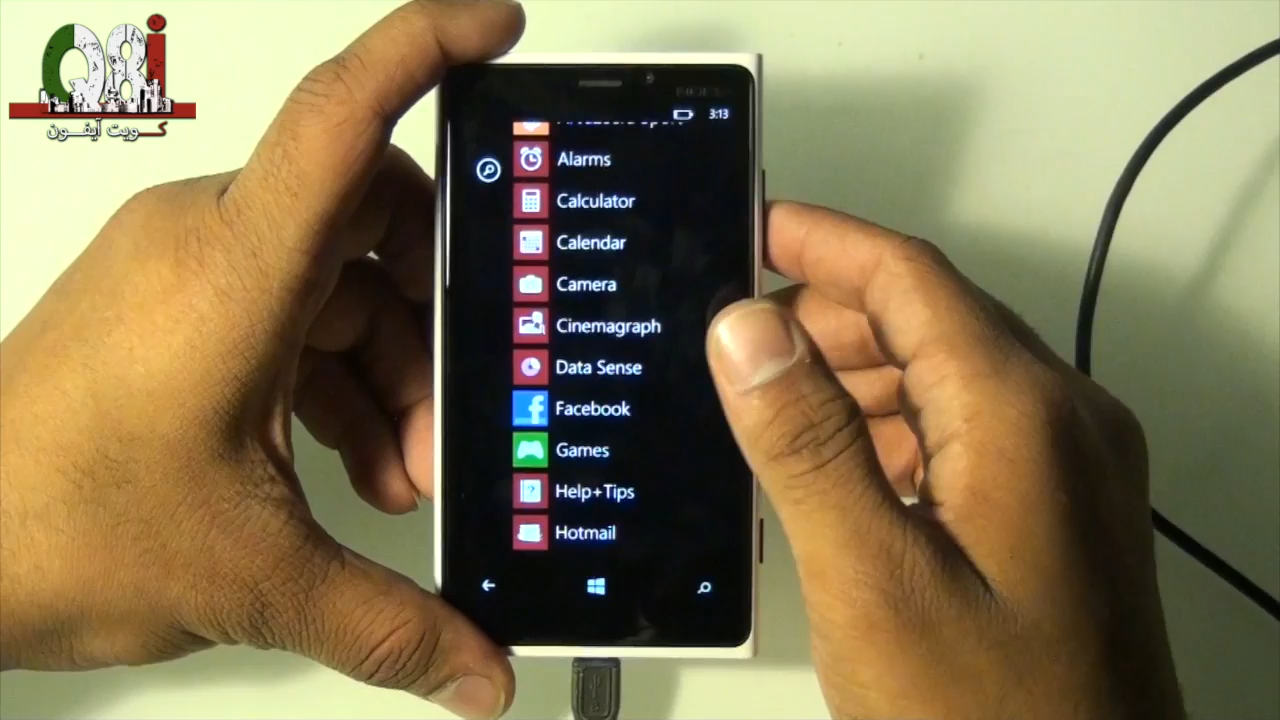 Q8i
كويت آيفون
3:13
Alarms
Calculator
Calendar
Camera
Cinemagraph
Data Sense
Facebook
Games
Help+Tips
Hotmail